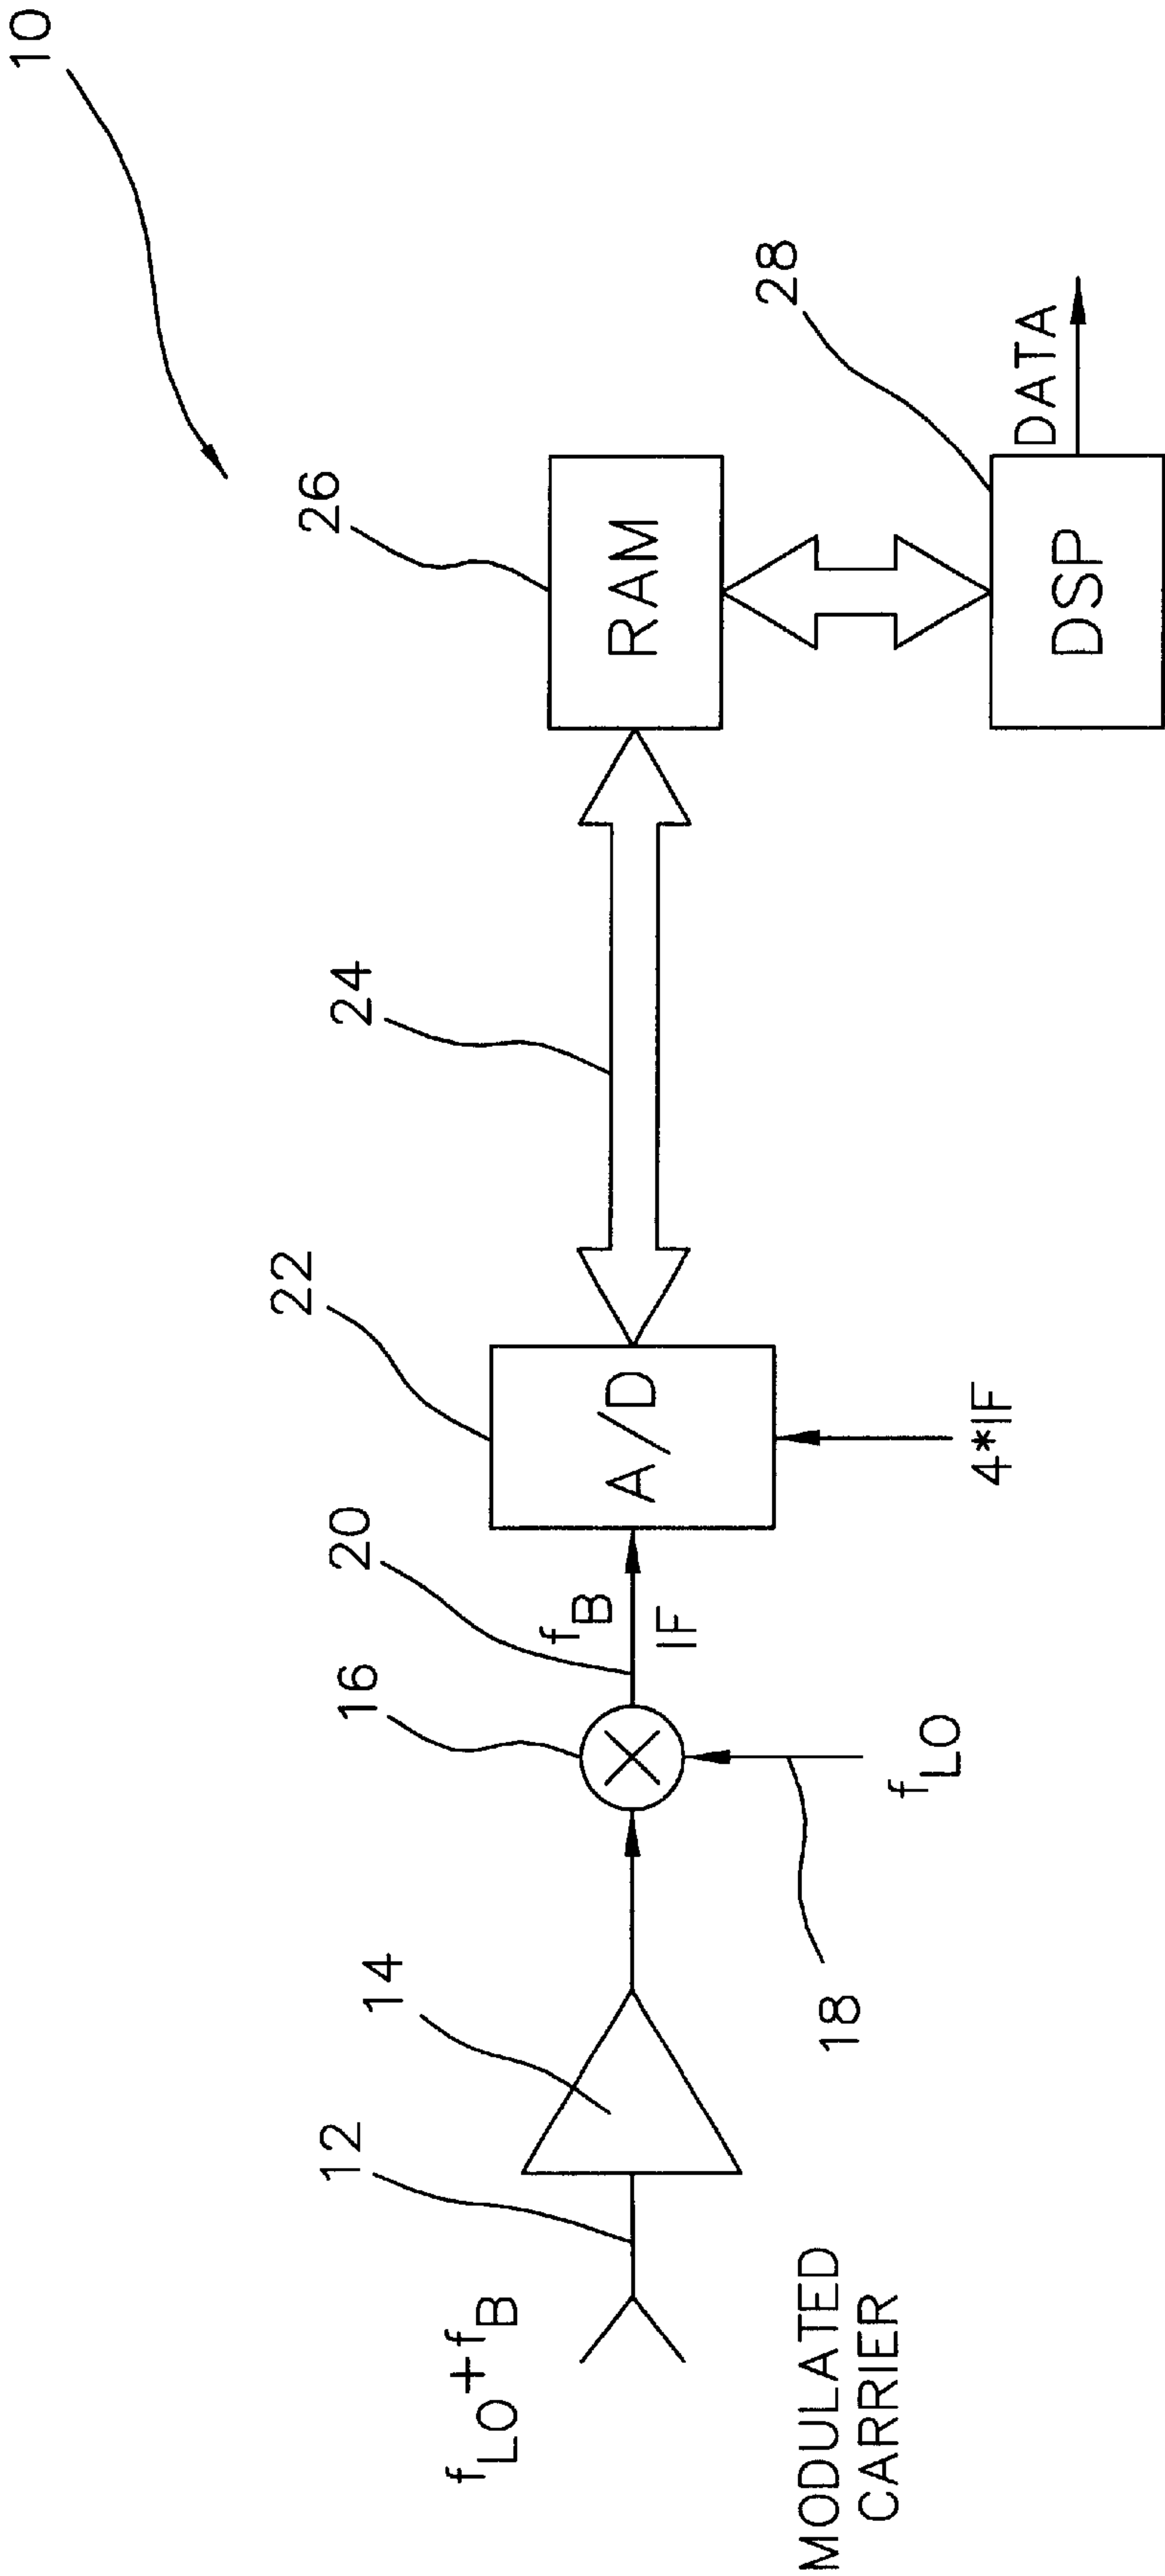 10
12
14
16
20
22
24
26
28
f_LO+f_B
f_B
IF
A/D
RAM
DSP
DATA
18
f_LO
4*IF
MODULATED
CARRIER